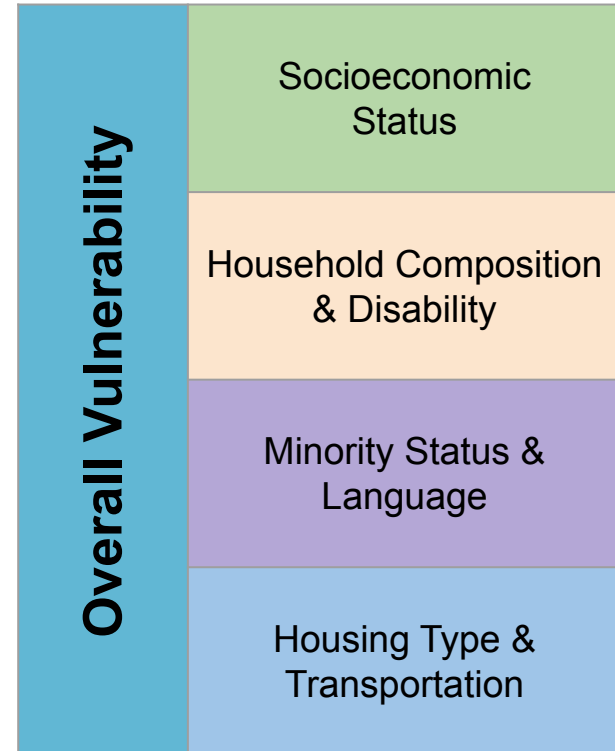 Overall Vulnerability
Socioeconomic
Status
Household Composition
& Disability
Minority Status &
Language
Housing Type &
Transportation